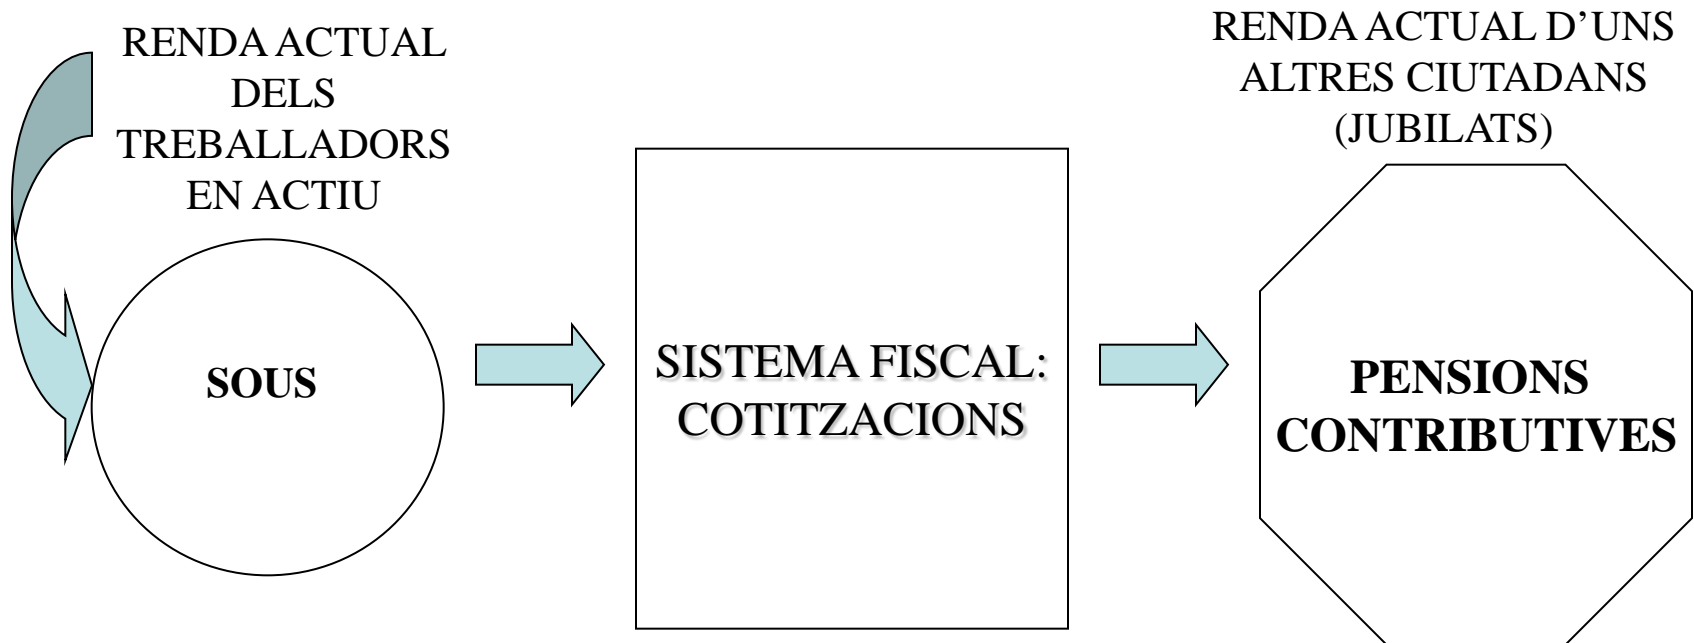 RENDA ACTUAL
DELS
TREBALLADORS
EN ACTIU
SOUS
SISTEMA FISCAL:
COTITZACIONS
RENDA ACTUAL D’UNS
ALTRES CIUTADANS
(JUBILATS)
PENSIONS
CONTRIBUTIVES